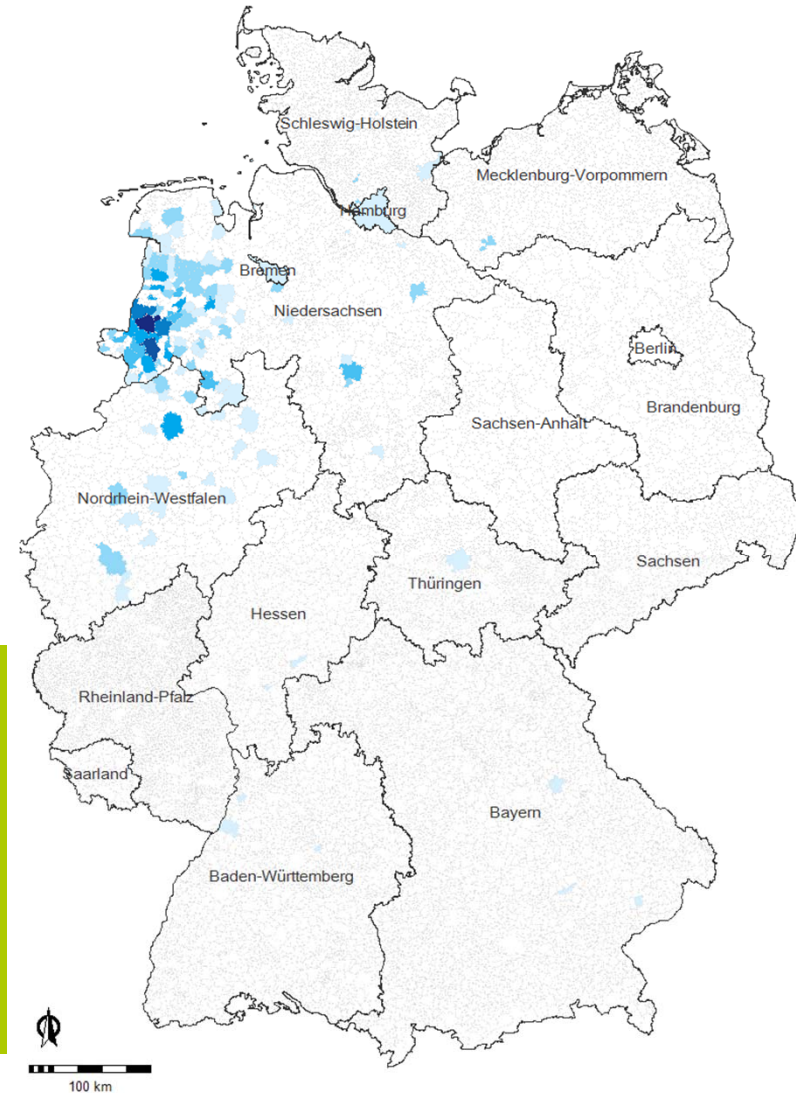 Schleswig-Holstein
Mecklenburg-Vorpommern
Hamburg
Bremen
Niedersachsen
Berlin
Brandenburg
Sachsen-Anhalt
Nordrhein-Westfalen
Sachsen
Thüringen
Hessen
Rheinland-Pfalz
Saarland
Bayern
Baden-Württemberg
100 km